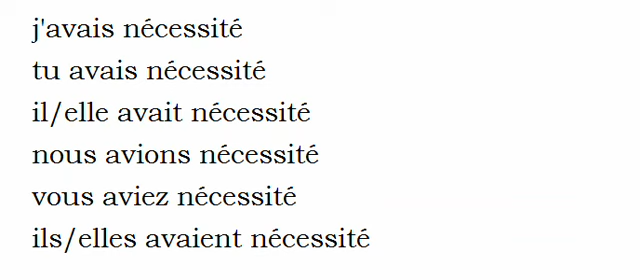 j'avais nécessité
tu avais nécessité
il/elle avait nécessité
nous avions nécessité
vous aviez nécessité
ils/elles avaient nécessité